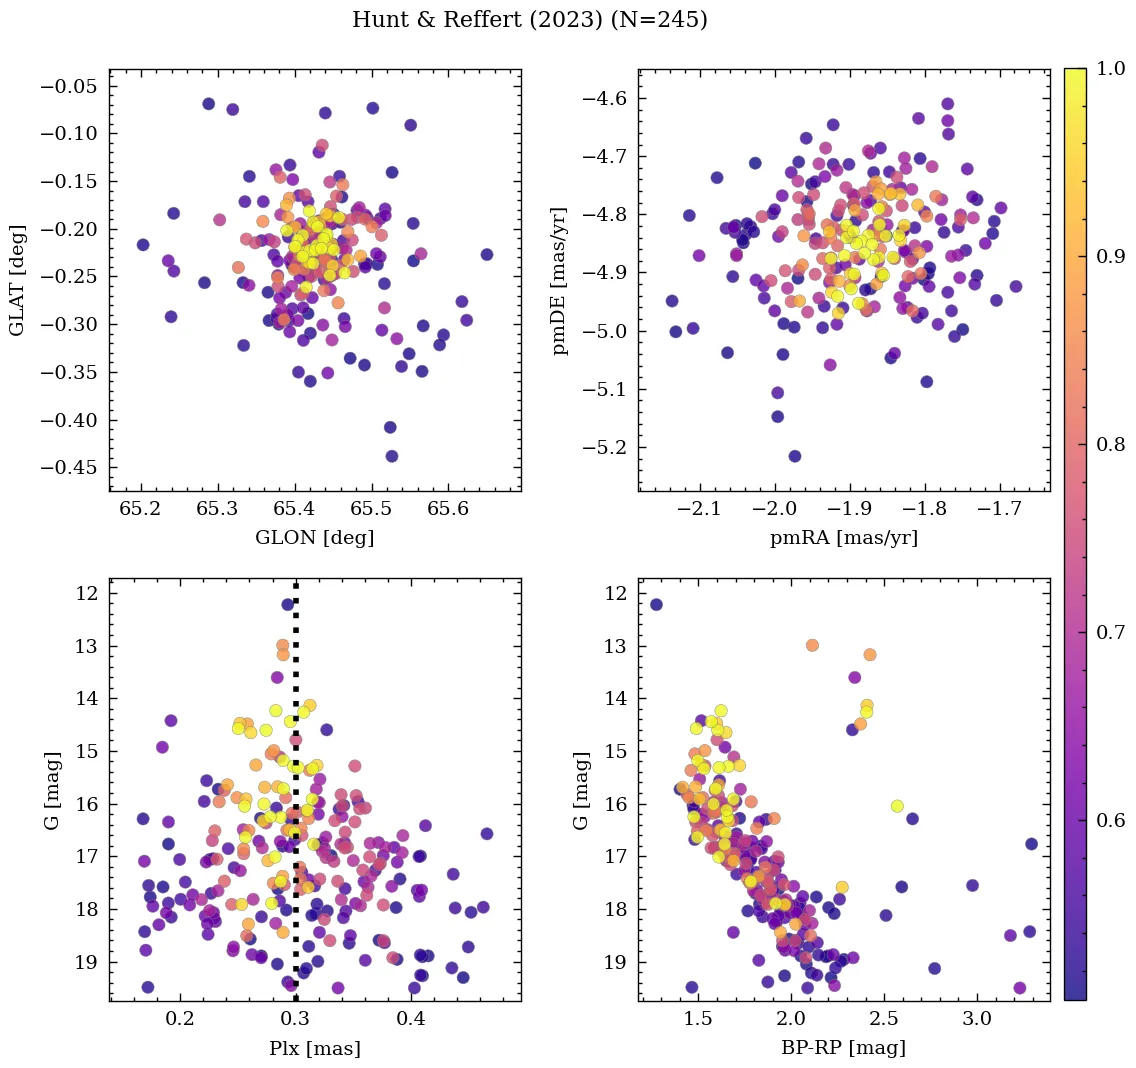 Hunt & Reffert (2023) (N=245)
−0.05
−0.10
−0.15
−0.20
−0.25
−0.30
−0.35
−0.40
−0.45
GLAT [deg]
65.2 65.3 65.4 65.5 65.6
GLON [deg]
−4.6
−4.7
−4.8
−4.9
−5.0
−5.1
−5.2
pmDE [mas/yr]
−2.1 −2.0 −1.9 −1.8 −1.7
pmRA [mas/yr]
1.0
0.9
0.8
0.7
0.6
12
13
14
15
16
17
18
19
G [mag]
0.2 0.3 0.4
Plx [mas]
12
13
14
15
16
17
18
19
G [mag]
1.5 2.0 2.5 3.0
BP-RP [mag]